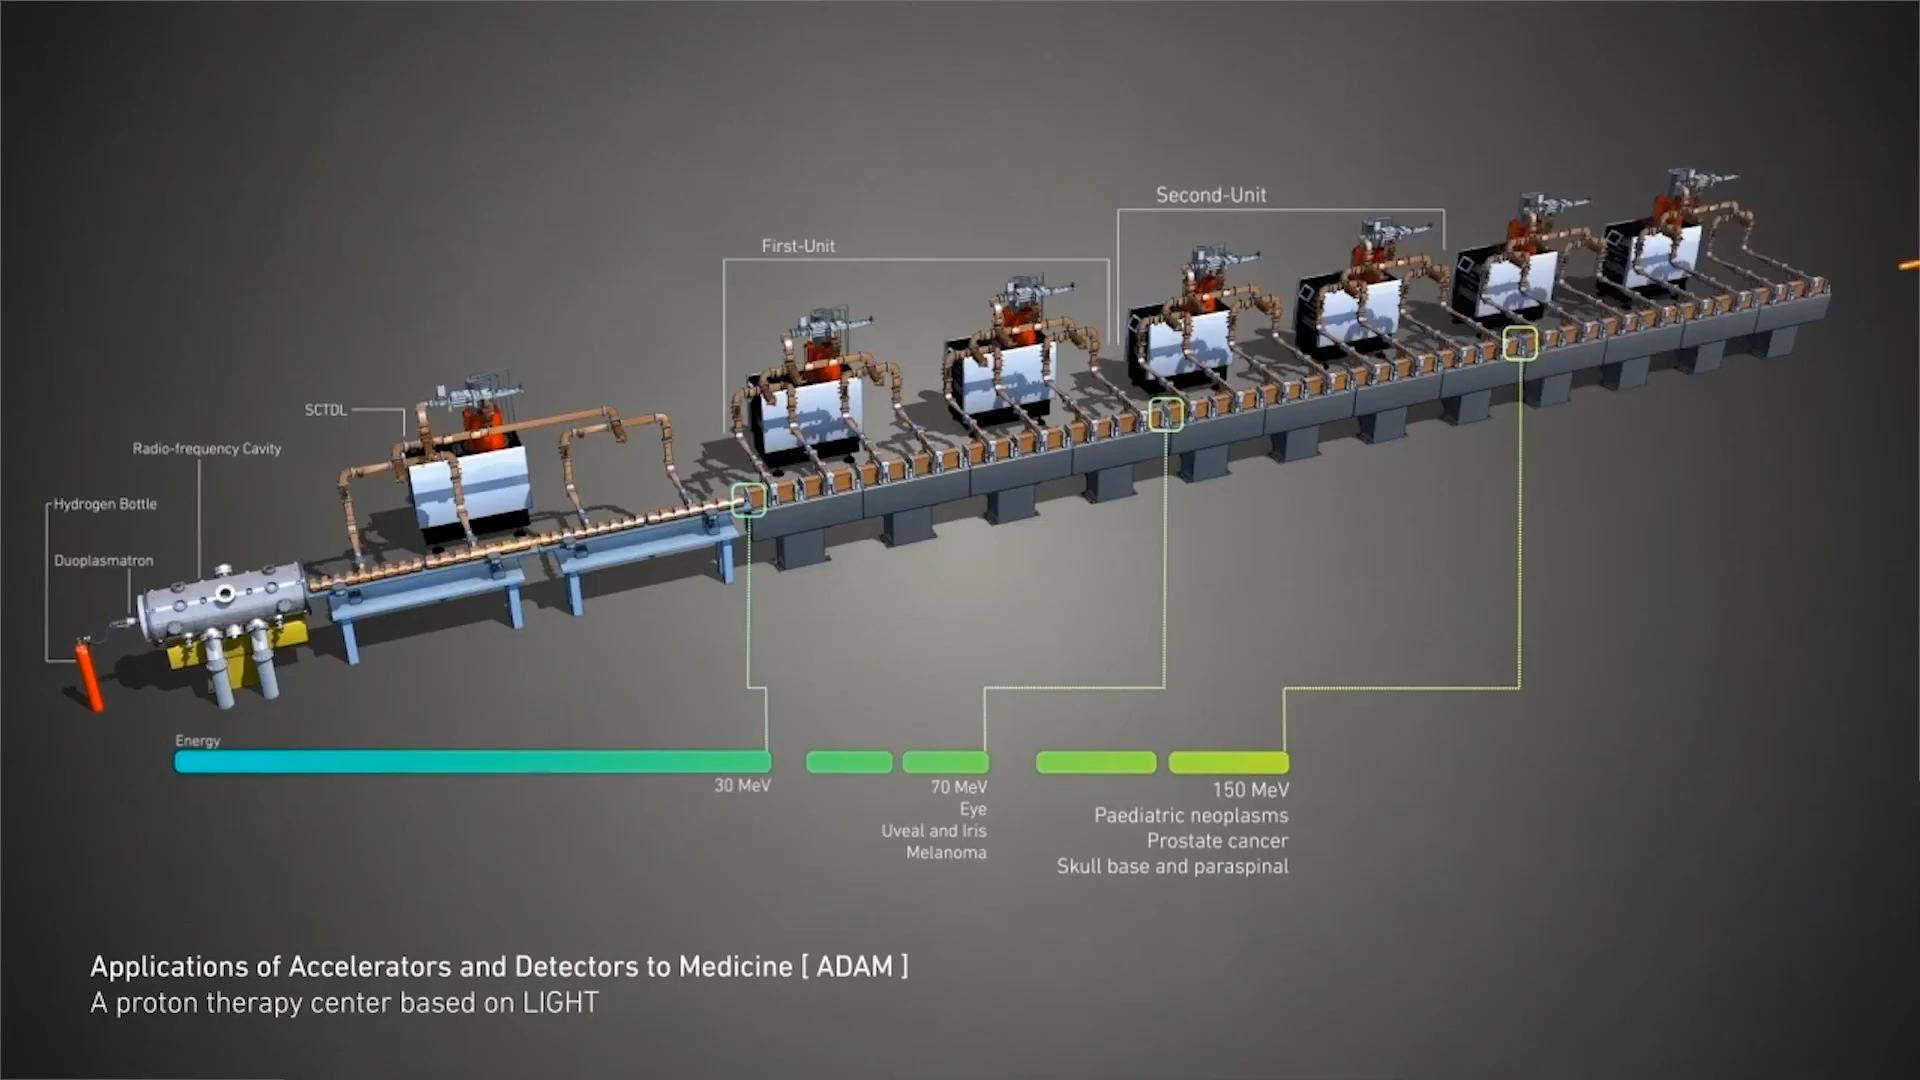 Second-Unit
First-Unit
SCTDL
Radio-frequency Cavity
Hydrogen Bottle
Duoplasmatron
Energy
30 MeV
70 MeV
Eye
Uveal and Iris
Melanoma
150 MeV
Paediatric neoplasms
Prostate cancer
Skull base and paraspinal
Applications of Accelerators and Detectors to Medicine [ ADAM ]
A proton therapy center based on LIGHT